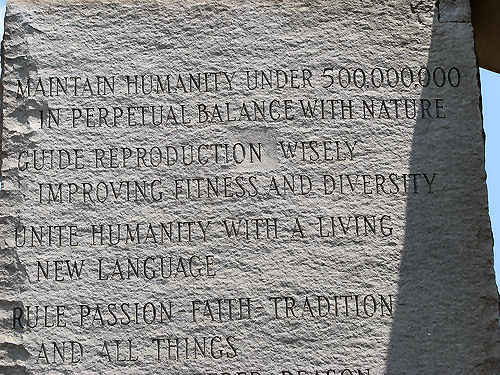 MAINTAIN HUMANITY UNDER 500,000,000
IN PERPETUAL BALANCE WITH NATURE
GUIDE REPRODUCTION WISELY
IMPROVING FITNESS AND DIVERSITY
UNITE HUMANITY WITH A LIVING
NEW LANGUAGE
RULE PASSION - FAITH - TRADITION
AND ALL THINGS
REASON